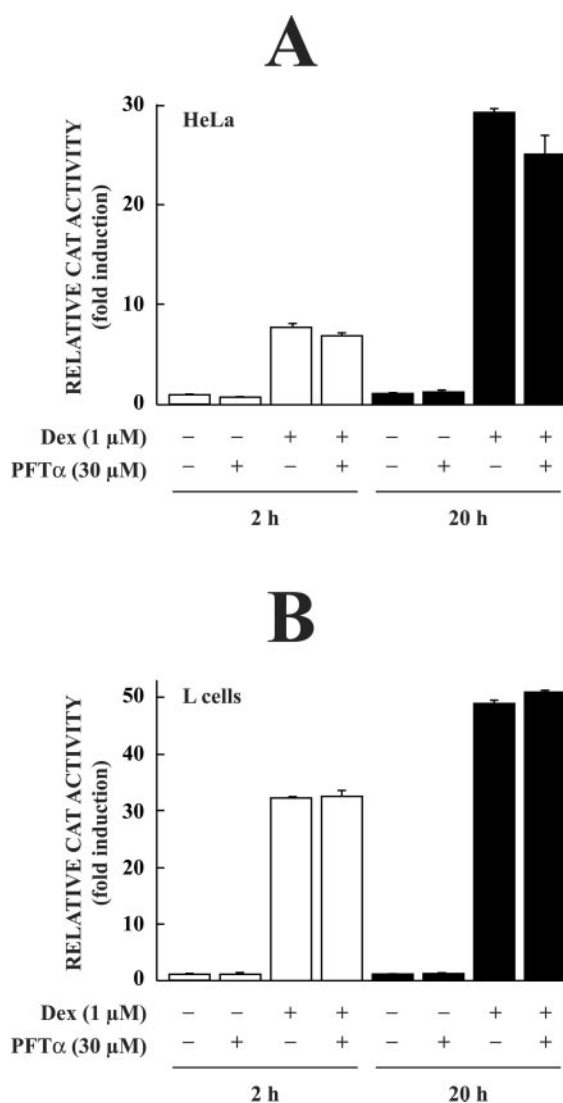 A
RELATIVE CAT ACTIVITY
(fold induction)
30
20
10
0
HeLa
Dex (1 μM) − − + + − − + +
PFTα (30 μM) − + − + − + − +
2 h 20 h
B
RELATIVE CAT ACTIVITY
(fold induction)
50
40
30
20
10
0
L cells
Dex (1 μM) − − + + − − + +
PFTα (30 μM) − + − + − + − +
2 h 20 h